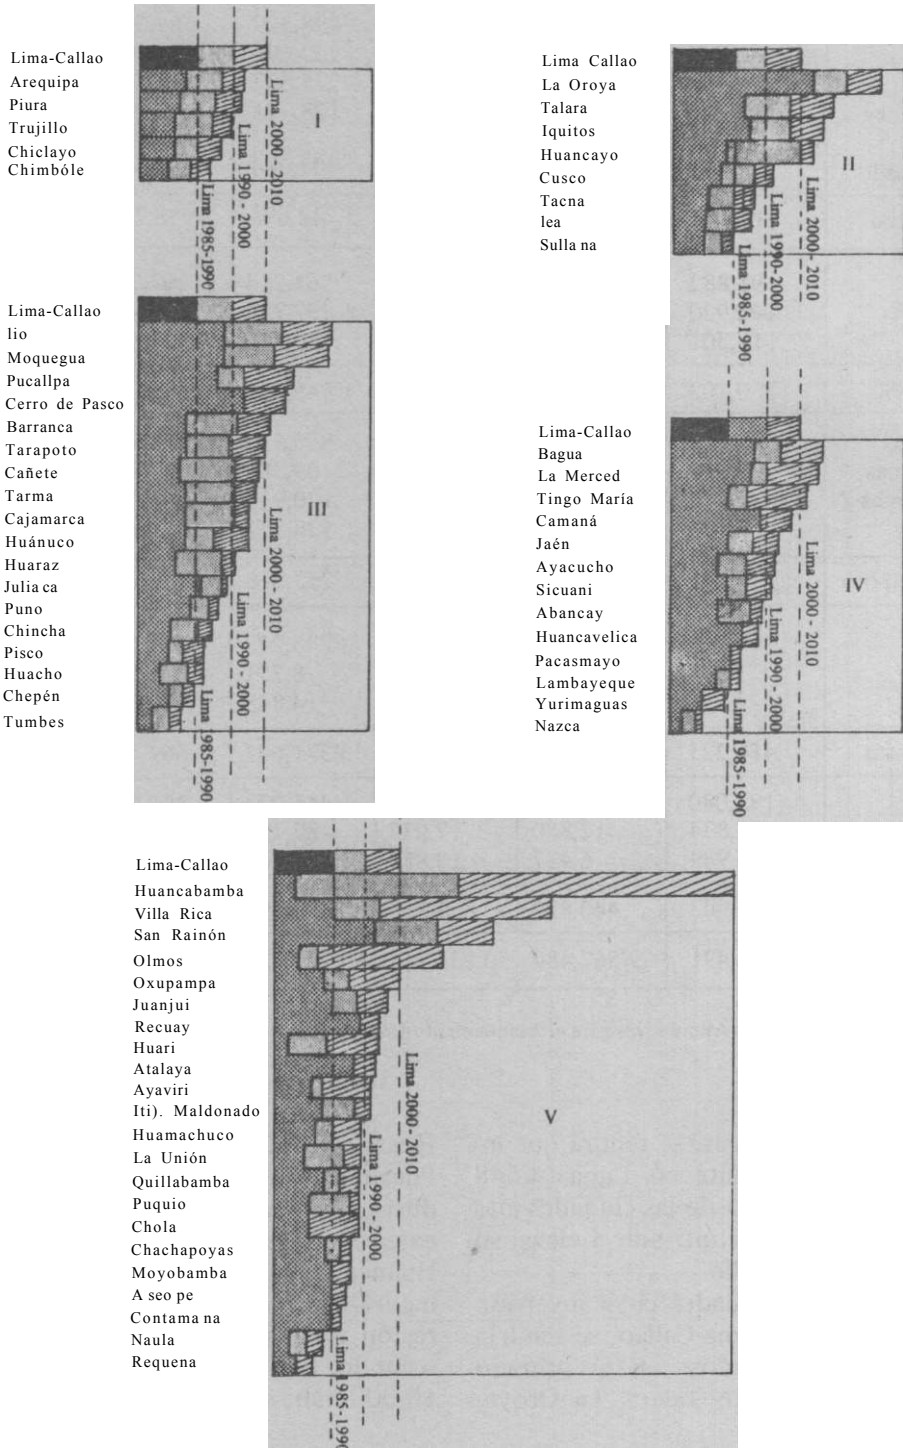 Lima-Callao
Arequipa
Piura
Trujillo
Chiclayo
Chimbóle
I
Lima 1985-1990
Lima 1990 - 2000
Lima 2000 - 2010
Lima Callao
La Oroya
Talara
Iquitos
Huancayo
Cusco
Tacna
lea
Sulla na
II
Lima 1985-1990
Lima 1990-2000
Lima 2000-2010
Lima-Callao
lio
Moquegua
Pucallpa
Cerro de Pasco
Barranca
Tarapoto
Cañete
Tarma
Cajamarca
Huánuco
Huaraz
Julia ca
Puno
Chincha
Pisco
Huacho
Chepén
Tumbes
III
Lima 1985-1990
Lima 1990 - 2000
Lima 2000 - 2010
Lima-Callao
Bagua
La Merced
Tingo María
Camaná
Jaén
Ayacucho
Sicuani
Abancay
Huancavelica
Pacasmayo
Lambayeque
Yurimaguas
Nazca
IV
Lima 1985-1990
Lima 1990-2000
Lima 2000-2010
Lima-Callao
Huancabamba
Villa Rica
San Rainón
Olmos
Oxupampa
Juanjui
Recuay
Huari
Atalaya
Ayaviri
Iti). Maldonado
Huamachuco
La Unión
Quillabamba
Puquio
Chola
Chachapoyas
Moyobamba
A seo pe
Contama na
Naula
Requena
V
Lima 1985-1990
Lima 1990-2000
Lima 2000-2010